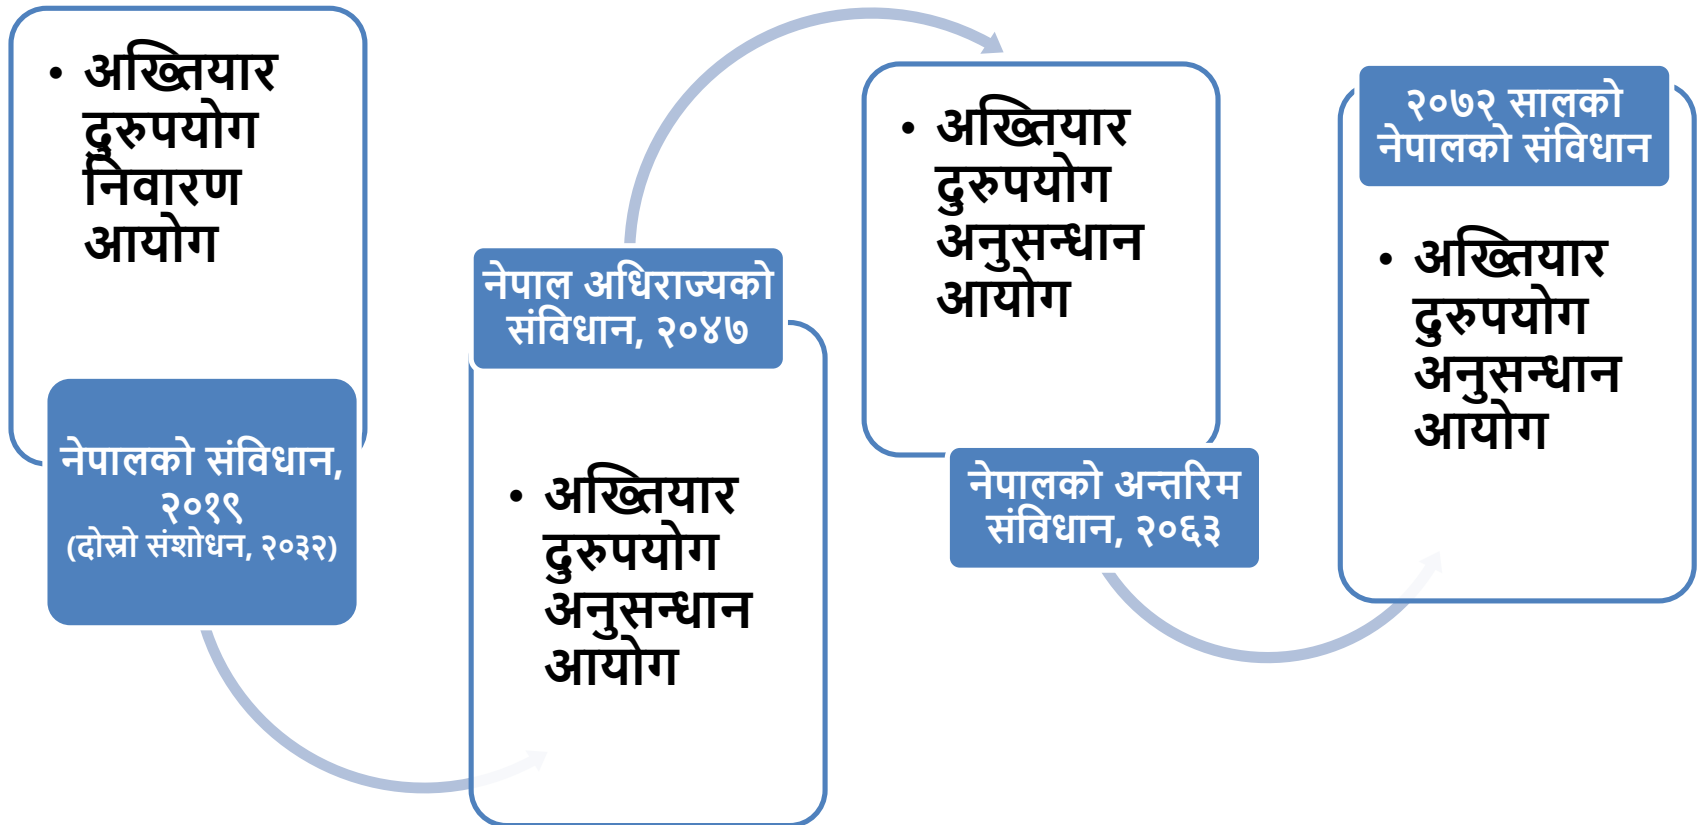 • अख्तियार
दुरुपयोग
निवारण
आयोग
नेपालको संविधान,
२०१९
(दोस्रो संशोधन, २०३२)
नेपाल अधिराज्यको
संविधान, २०४७
• अख्तियार
दुरुपयोग
अनुसन्धान
आयोग
• अख्तियार
दुरुपयोग
अनुसन्धान
आयोग
नेपालको अन्तरिम
संविधान, २०६३
२०७२ सालको
नेपालको संविधान
• अख्तियार
दुरुपयोग
अनुसन्धान
आयोग